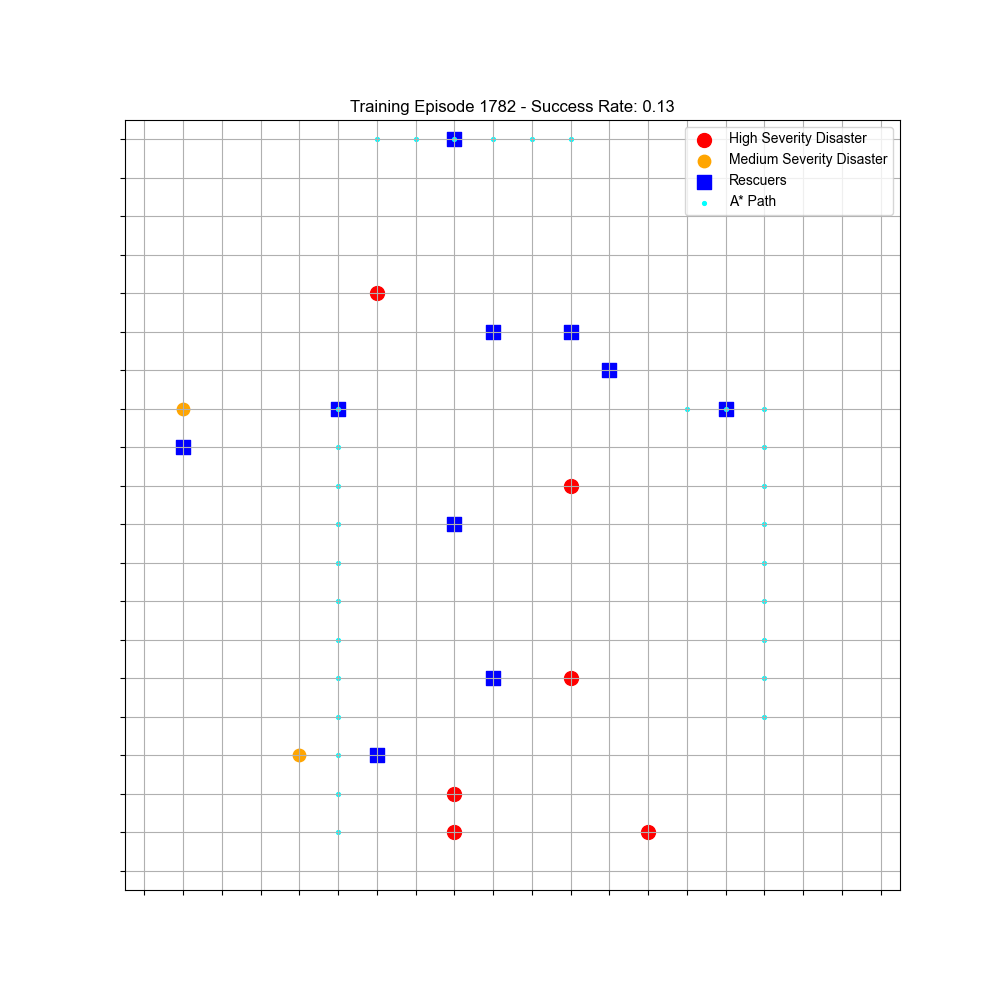 Training Episode 1782 - Success Rate: 0.13
High Severity Disaster
Medium Severity Disaster
Rescuers
A* Path